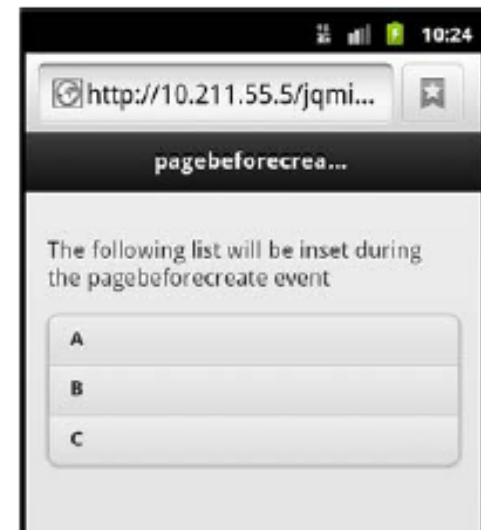 10:24
http://10.211.55.5/jqmi...
pagebeforecrea...
The following list will be inset during
the pagebeforecreate event
A
B
C